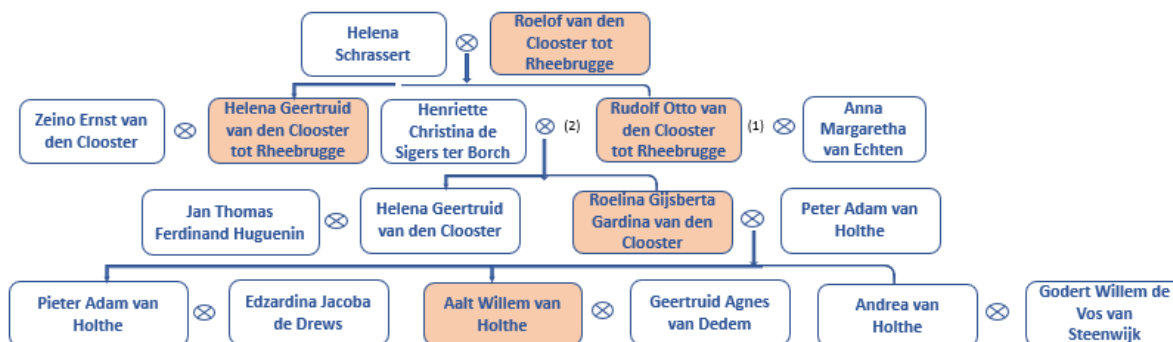 Helena
Schrassert
Roelof van den
Clooster tot
Rheebrugge
Zeino Ernst van
den Clooster
Helena Geertruid
van den Clooster
tot Rheebrugge
Henriette
Christina de
Sigers ter Borch
(2)
Rudolf Otto van
den Clooster
tot Rheebrugge
(1)
Anna
Margaretha
van Echten
Jan Thomas
Ferdinand Huguenin
Helena Geertruid
van den Clooster
Roelina Gijsberta
Gardina van den
Clooster
Peter Adam van
Holthe
Pieter Adam van
Holthe
Edzardina Jacoba
de Drews
Aalt Willem van
Holthe
Geertruid Agnes
van Dedem
Andrea van
Holthe
Godert Willem de
Vos van
Steenwijk